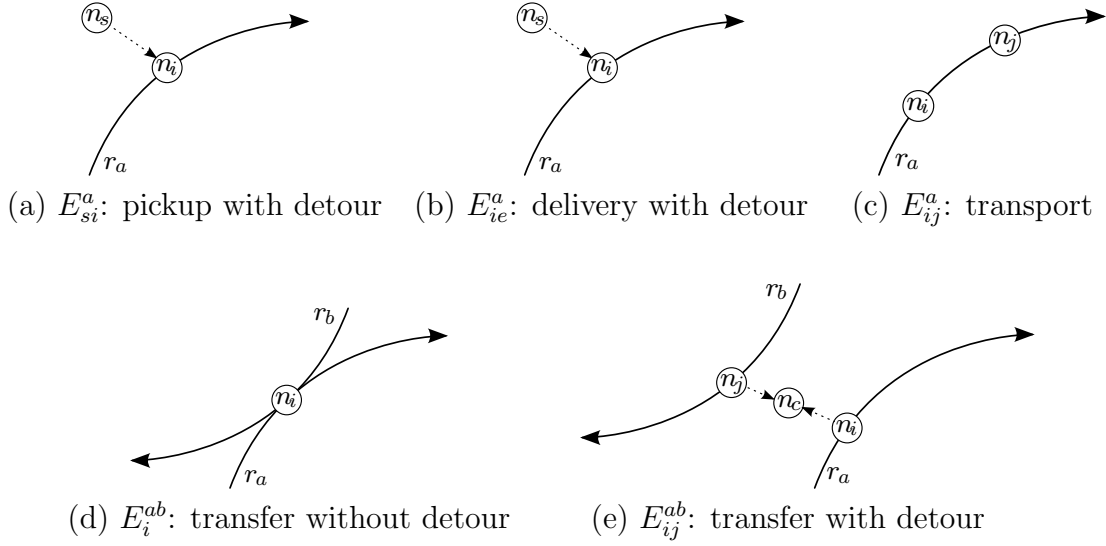 n_s n_s
n_i n_i n_i n_j
r_a r_a r_a
(a) E^a_{si}: pickup with detour (b) E^a_{ie}: delivery with detour (c) E^a_{ij}: transport
r_b r_b
n_i n_j n_c n_i
r_a r_a
(d) E^{ab}_i: transfer without detour (e) E^{ab}_{ij}: transfer with detour